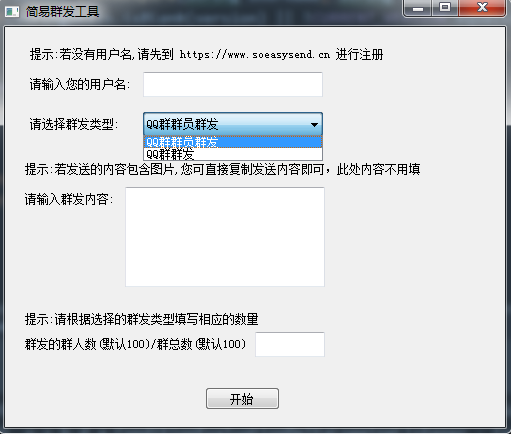 简易群发工具
提示:若没有用户名,请先到 https://www.soeasysend.cn 进行注册
请输入您的用户名:
请选择群发类型: QQ群群员群发
QQ群群员群发
QQ群群发
提示:若发送的内容包含图片,您可直接复制发送内容即可，此处内容不用填
请输入群发内容:
提示:请根据选择的群发类型填写相应的数量
群发的群人数(默认100)/群总数(默认100)
开始